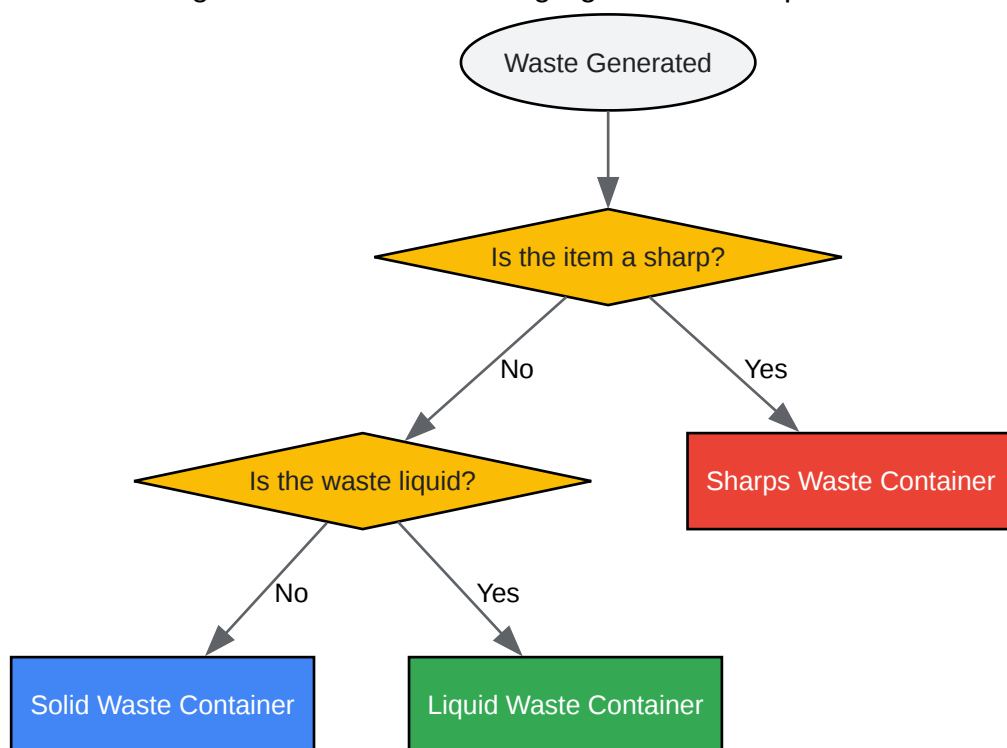 Waste Generated
Is the item a sharp?
No
Yes
Is the waste liquid?
Sharps Waste Container
No
Yes
Solid Waste Container
Liquid Waste Container